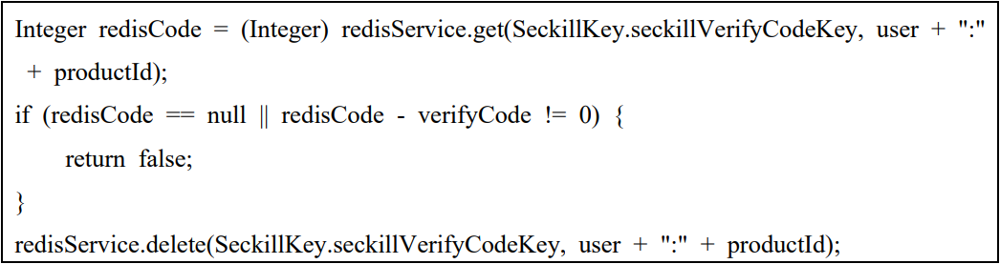 Integer redisCode = (Integer) redisService.get(SeckillKey.seckillVerifyCodeKey, user + ":"
+ productId);
if (redisCode == null || redisCode - verifyCode != 0) {
return false;
}
redisService.delete(SeckillKey.seckillVerifyCodeKey, user + ":" + productId);